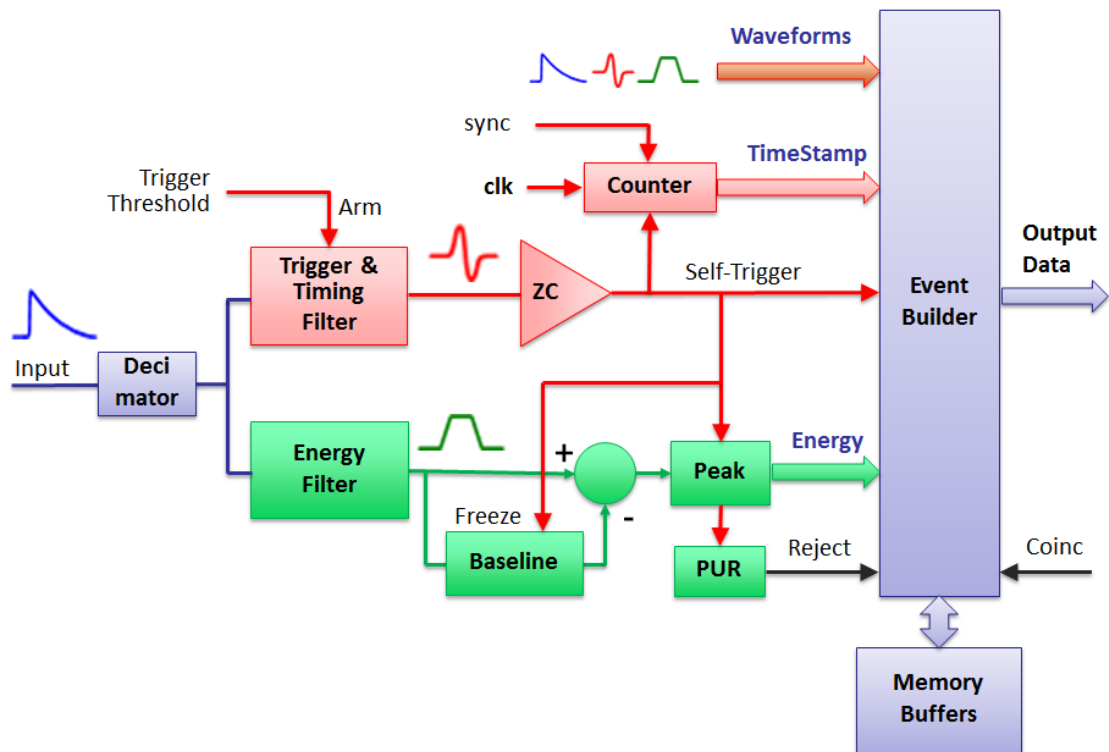 Waveforms
sync
TimeStamp
clk
Counter
Trigger
Threshold
Arm
Trigger &
Timing
Filter
ZC
Self-Trigger
Event
Builder
Output
Data
Input
Deci
mator
Energy
Filter
+
-
Peak
Energy
Freeze
Baseline
PUR
Reject
Coinc
Memory
Buffers